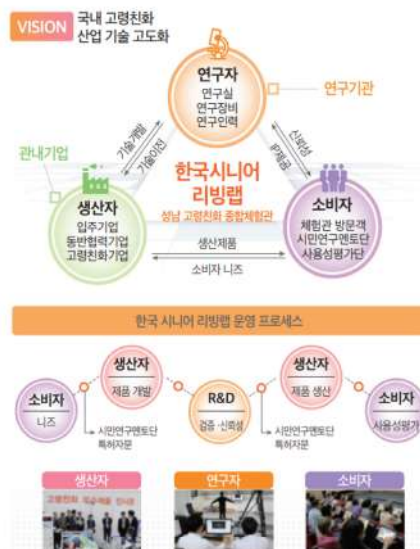 VISION
국내 고령친화
산업 기술 고도화
연구자
연구실
연구장비
연구인력
연구기관
관내기업
기술개발
기술이전
신뢰성
IP제공
한국시니어
리빙랩
성남 고령친화 종합체험관
생산자
입주기업
동반협력기업
고령친화기업
소비자
체험관 방문객
시민연구멘토단
사용성평가단
생산제품
소비자 니즈
한국 시니어 리빙랩 운영 프로세스
소비자
니즈
생산자
제품 개발
시민연구멘토단
특허자문
R&D
검증·신뢰성
생산자
제품 생산
시민연구멘토단
특허자문
소비자
사용성평가
생산자
연구자
소비자